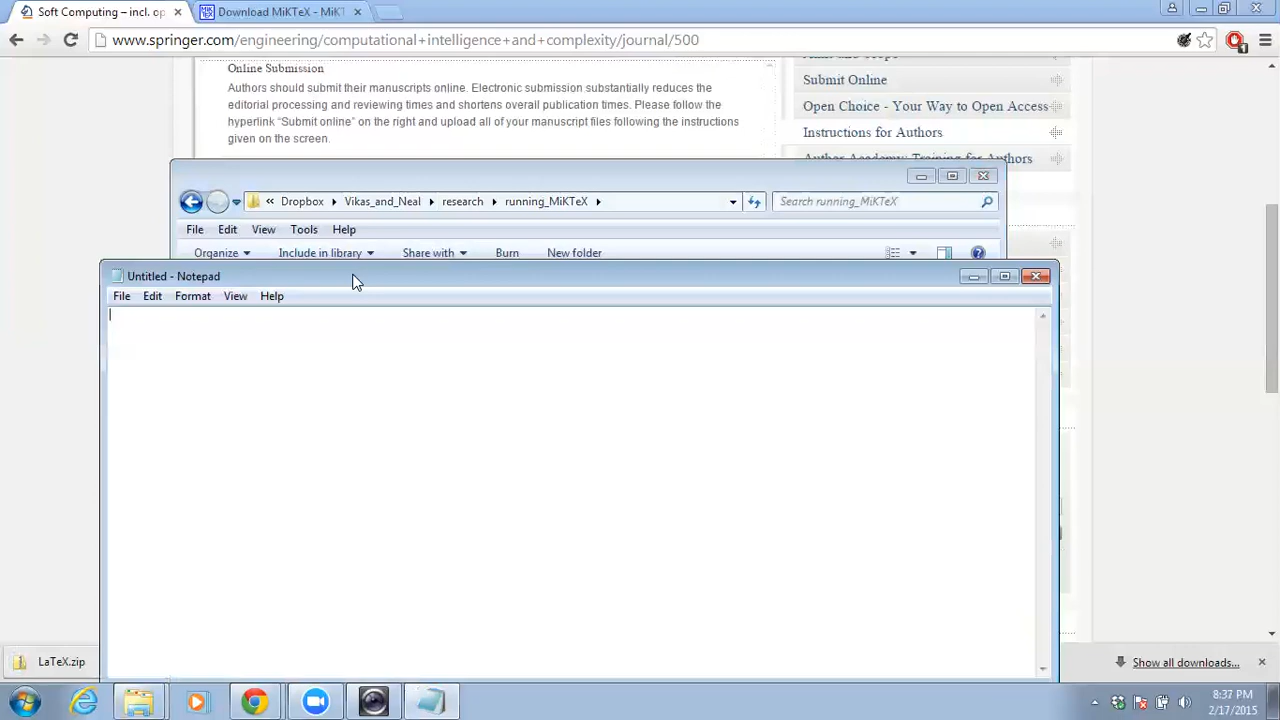 Soft Computing – incl. op
Download MiKTeX - MiKT
www.springer.com/engineering/computational+intelligence+and+complexity/journal/500
Online Submission
Authors should submit their manuscripts online. Electronic submission substantially reduces the
editorial processing and reviewing times and shortens overall publication times. Please follow the
hyperlink “Submit online” on the right and upload all of your manuscript files following the instructions
given on the screen.
Aims and Scope
Submit Online
Open Choice - Your Way to Open Access
Instructions for Authors
Author Academy: Training for Authors
« Dropbox Vikas_and_Neal research running_MiKTeX
Search running_MiKTeX
File Edit View Tools Help
Organize Include in library Share with Burn New folder
Untitled - Notepad
File Edit Format View Help
LaTeX.zip
Show all downloads...
8:37 PM
2/17/2015